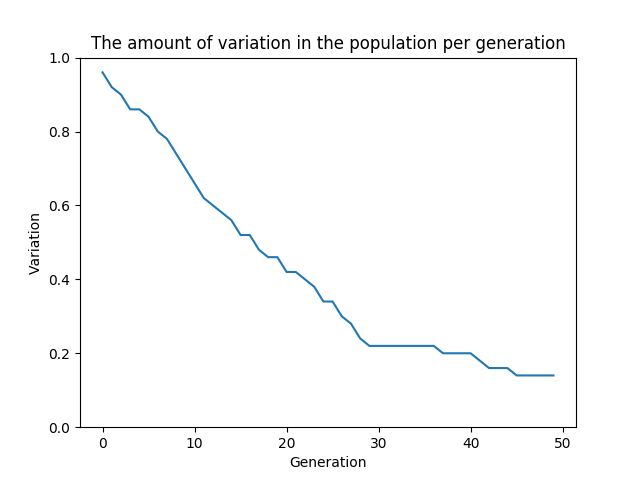 The amount of variation in the population per generation
1.0
0.8
0.6
0.4
0.2
0.0
Variation
0 10 20 30 40 50
Generation